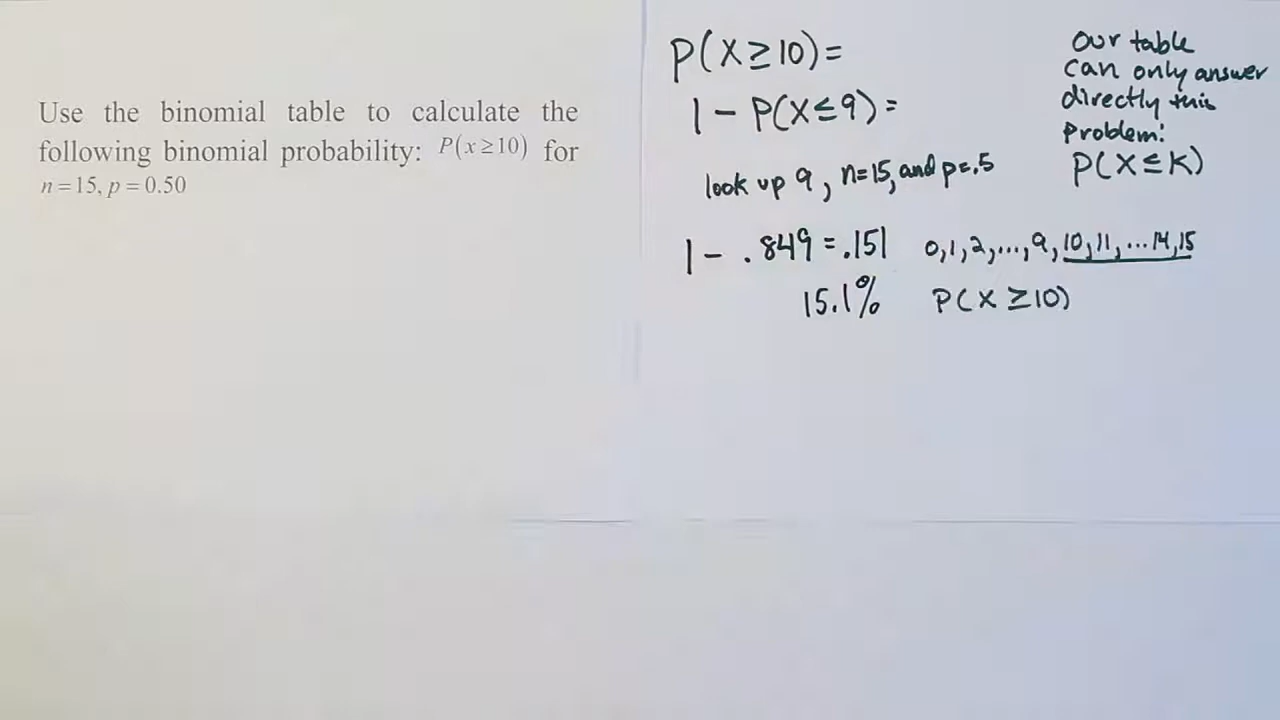 Use the binomial table to calculate the
following binomial probability: P(x≥10) for
n=15, p=0.50
P(X≥10)=
1-P(X≤9)=
look up 9, n=15, and p=.5
1-.849=.151
15.1%
our table
can only answer
directly this
problem:
P(X≤K)
0,1,2,...,9,10,11,...14,15
P(X≥10)